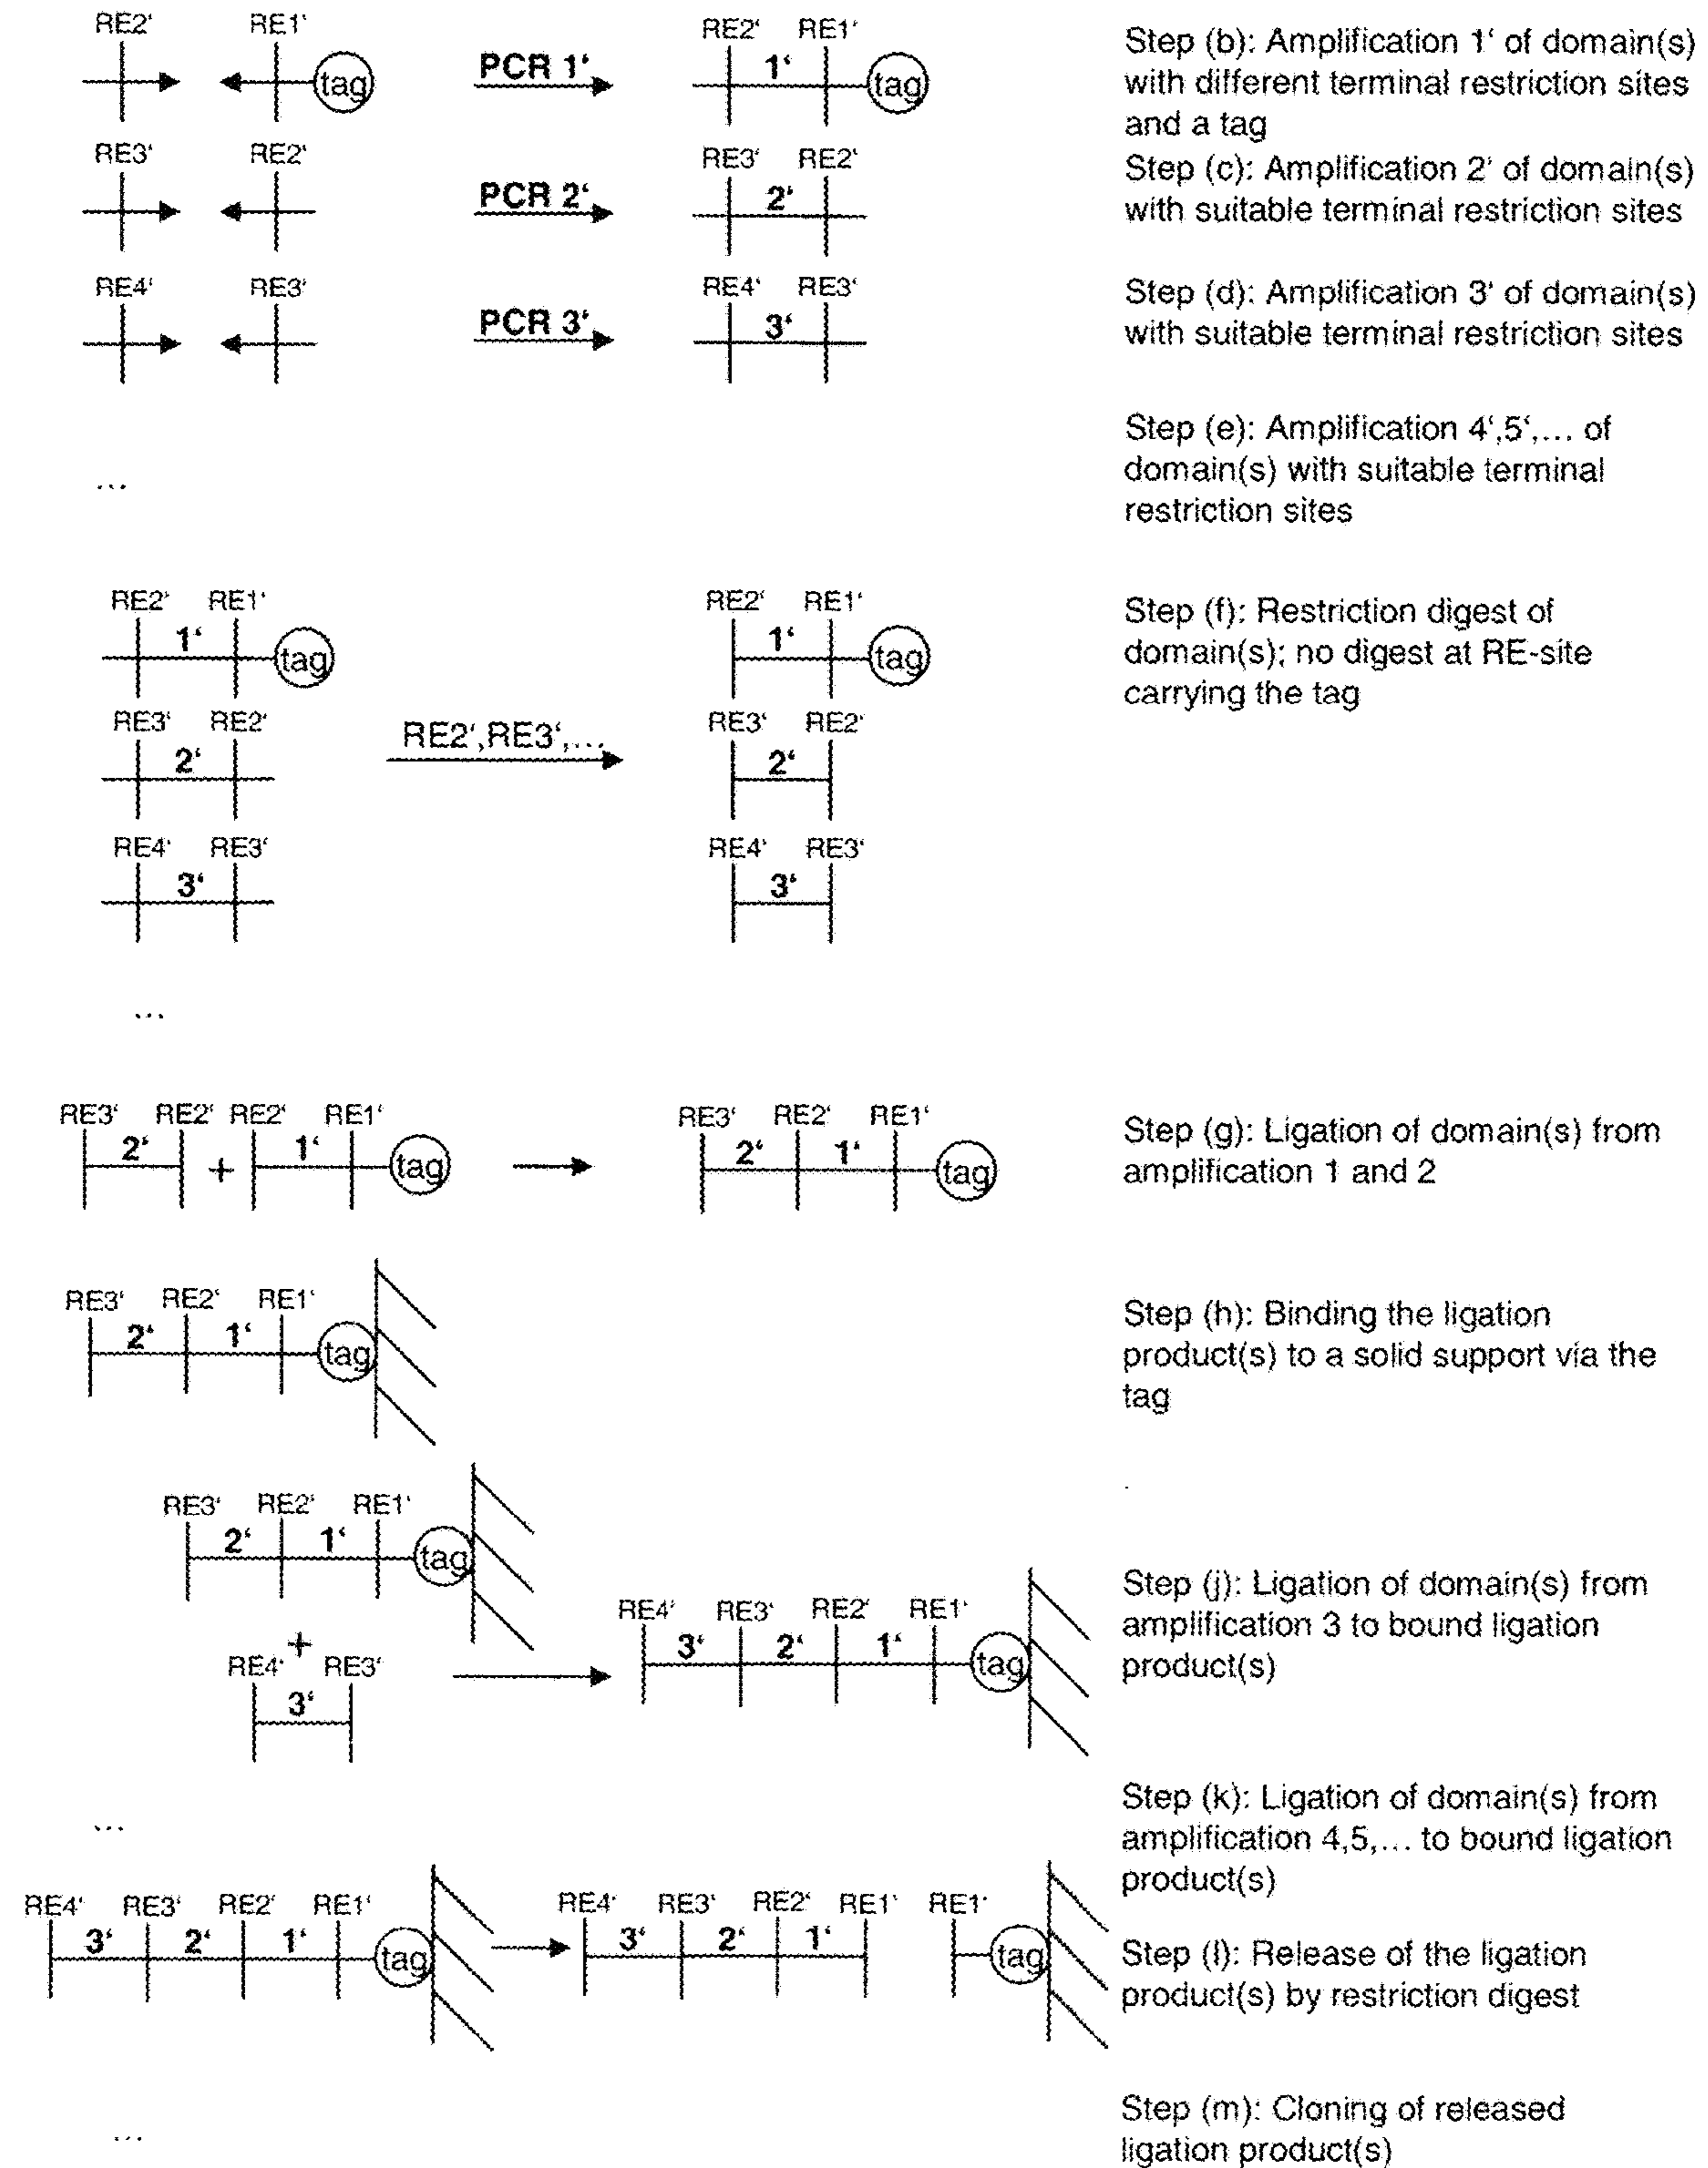 RE2' RE1' RE2' RE1'
tag PCR 1' 1' tag
Step (b): Amplification 1' of domain(s)
with different terminal restriction sites
and a tag
RE3' RE2' RE3' RE2'
PCR 2' 2'
Step (c): Amplification 2' of domain(s)
with suitable terminal restriction sites
RE4' RE3' RE4' RE3'
PCR 3' 3'
Step (d): Amplification 3' of domain(s)
with suitable terminal restriction sites
...
Step (e): Amplification 4',5',... of
domain(s) with suitable terminal
restriction sites
RE2' RE1' RE2' RE1'
1' tag 1' tag
Step (f): Restriction digest of
domain(s); no digest at RE-site
carrying the tag
RE3' RE2' RE3' RE2'
2' RE2',RE3',... 2'
RE4' RE3' RE4' RE3'
3' 3'
...
RE3' RE2' RE2' RE1' RE3' RE2' RE1'
2' + 1' tag 2' 1' tag
Step (g): Ligation of domain(s) from
amplification 1 and 2
RE3' RE2' RE1'
2' 1' tag
Step (h): Binding the ligation
product(s) to a solid support via the
tag
RE3' RE2' RE1'
2' 1' tag
+
RE4' RE3'
3'
RE4' RE3' RE2' RE1'
3' 2' 1' tag
Step (j): Ligation of domain(s) from
amplification 3 to bound ligation
product(s)
...
Step (k): Ligation of domain(s) from
amplification 4,5,... to bound ligation
product(s)
RE4' RE3' RE2' RE1' RE4' RE3' RE2' RE1' RE1'
3' 2' 1' tag 3' 2' 1' tag
Step (l): Release of the ligation
product(s) by restriction digest
...
Step (m): Cloning of released
ligation product(s)